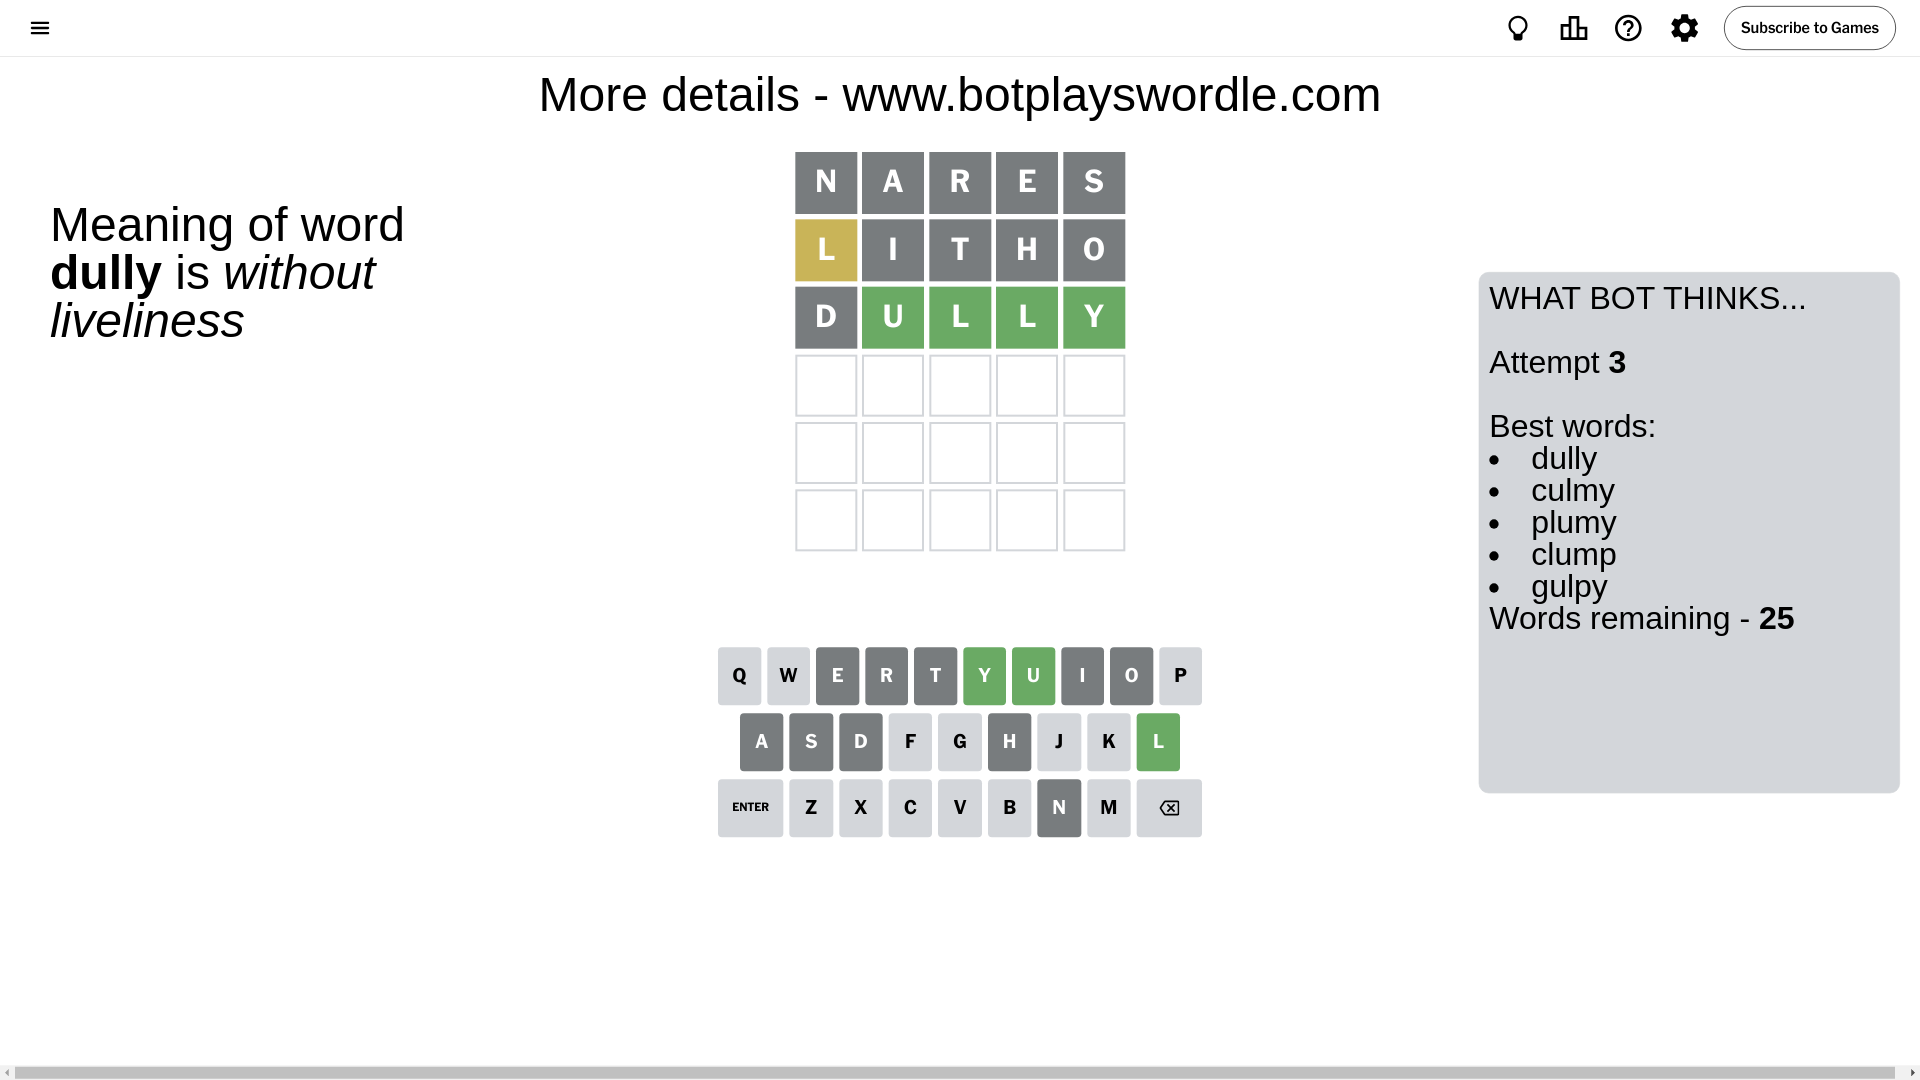 Subscribe to Games
More details - www.botplayswordle.com
Meaning of word
dully is without
liveliness
N A R E S
L I T H O
D U L L Y
WHAT BOT THINKS...
Attempt 3
Best words:
• dully
• culmy
• plumy
• clump
• gulpy
Words remaining - 25
Q W E R T Y U I O P
A S D F G H J K L
ENTER Z X C V B N M